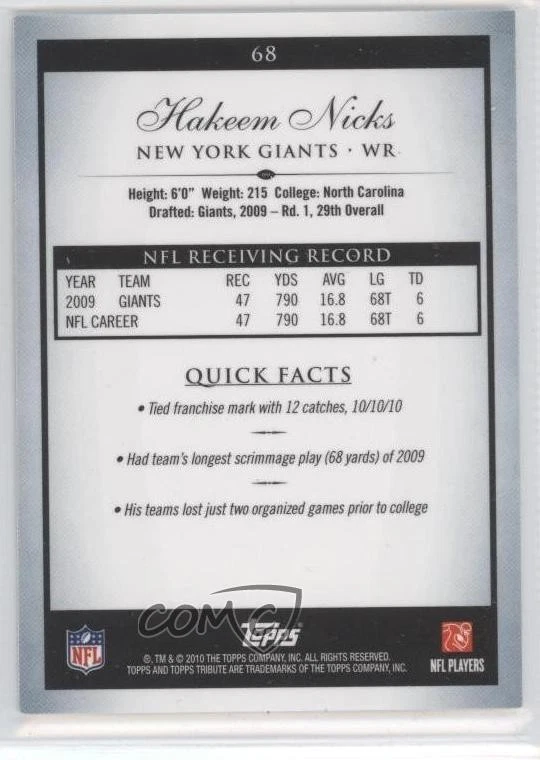 68
Hakeem Nicks
NEW YORK GIANTS · WR
Height: 6'0" Weight: 215 College: North Carolina
Drafted: Giants, 2009 – Rd. 1, 29th Overall
NFL RECEIVING RECORD
YEAR TEAM REC YDS AVG LG TD
2009 GIANTS 47 790 16.8 68T 6
NFL CAREER 47 790 16.8 68T 6
QUICK FACTS
• Tied franchise mark with 12 catches, 10/10/10
• Had team's longest scrimmage play (68 yards) of 2009
• His teams lost just two organized games prior to college
COMC
Topps
NFL
NFL PLAYERS
®, TM & © 2010 THE TOPPS COMPANY, INC. ALL RIGHTS RESERVED.
TOPPS AND TOPPS TRIBUTE ARE TRADEMARKS OF THE TOPPS COMPANY, INC.